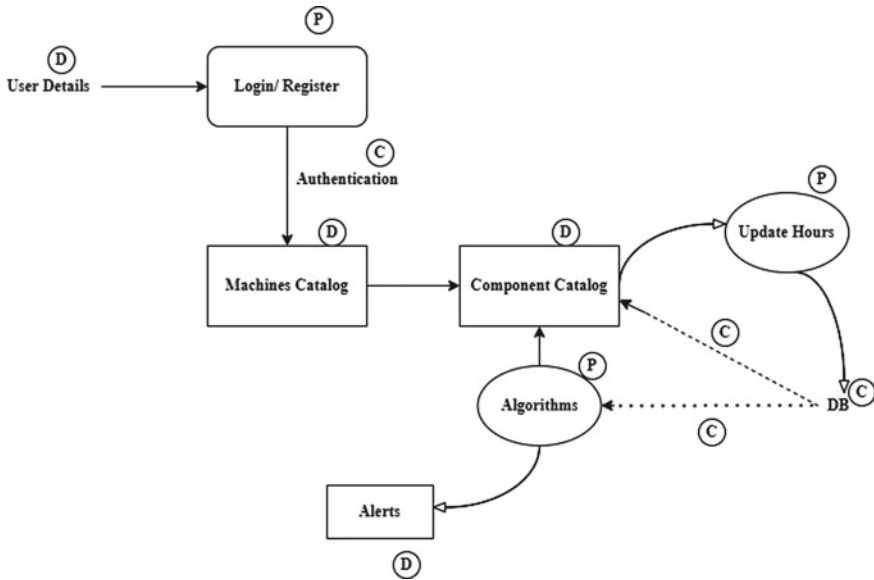 P
D
User Details
Login/ Register
C
Authentication
P
D
D
Update Hours
Machines Catalog
Component Catalog
C
P
Algorithms
DB
C
C
Alerts
D